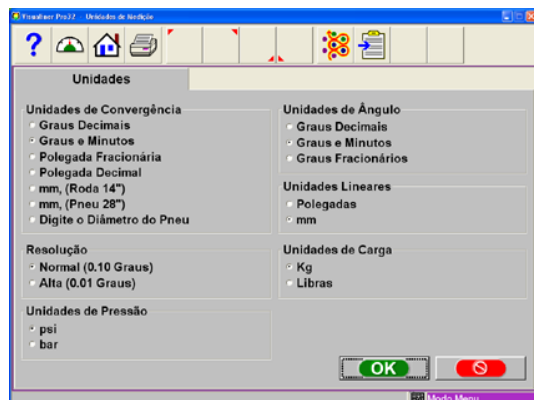 Visualiner Pro32 Unidades de Medição
Unidades
Unidades de Convergência
Graus Decimais
Graus e Minutos
Polegada Fracionária
Polegada Decimal
mm, (Roda 14")
mm, (Pneu 28")
Digite o Diâmetro do Pneu
Resolução
Normal (0.10 Graus)
Alta (0.01 Graus)
Unidades de Pressão
psi
bar
Unidades de Ângulo
Graus Decimais
Graus e Minutos
Graus Fracionários
Unidades Lineares
Polegadas
mm
Unidades de Carga
Kg
Libras
OK
Modo Menu